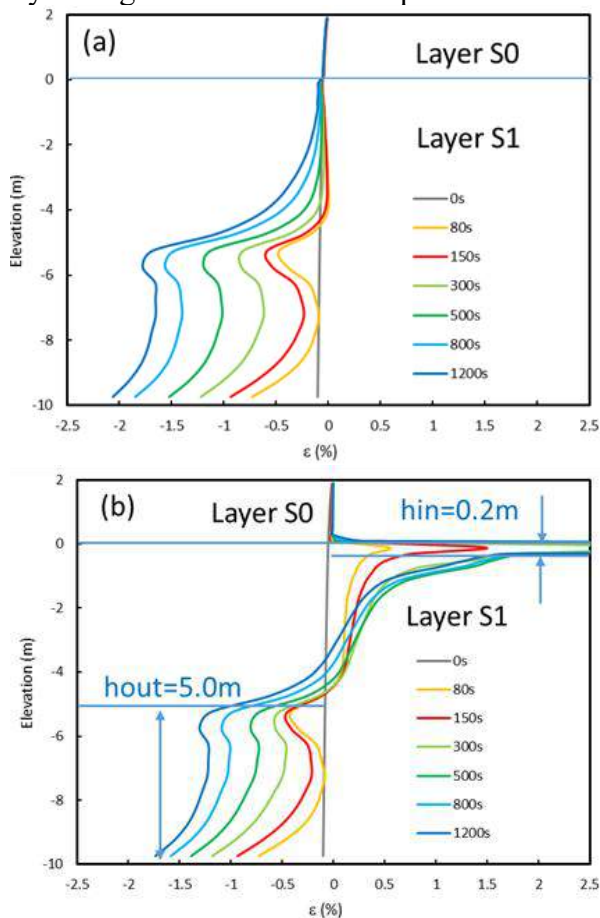 (a)
Layer S0
Layer S1
0s
80s
150s
300s
500s
800s
1200s
Elevation (m)
2
0
-2
-4
-6
-8
-10
-2.5 -2 -1.5 -1 -0.5 0 0.5 1 1.5 2 2.5
ε (%)
(b)
Layer S0
hin=0.2m
Layer S1
hout=5.0m
0s
80s
150s
300s
500s
800s
1200s
Elevation (m)
2
0
-2
-4
-6
-8
-10
-2.5 -2 -1.5 -1 -0.5 0 0.5 1 1.5 2 2.5
ε (%)